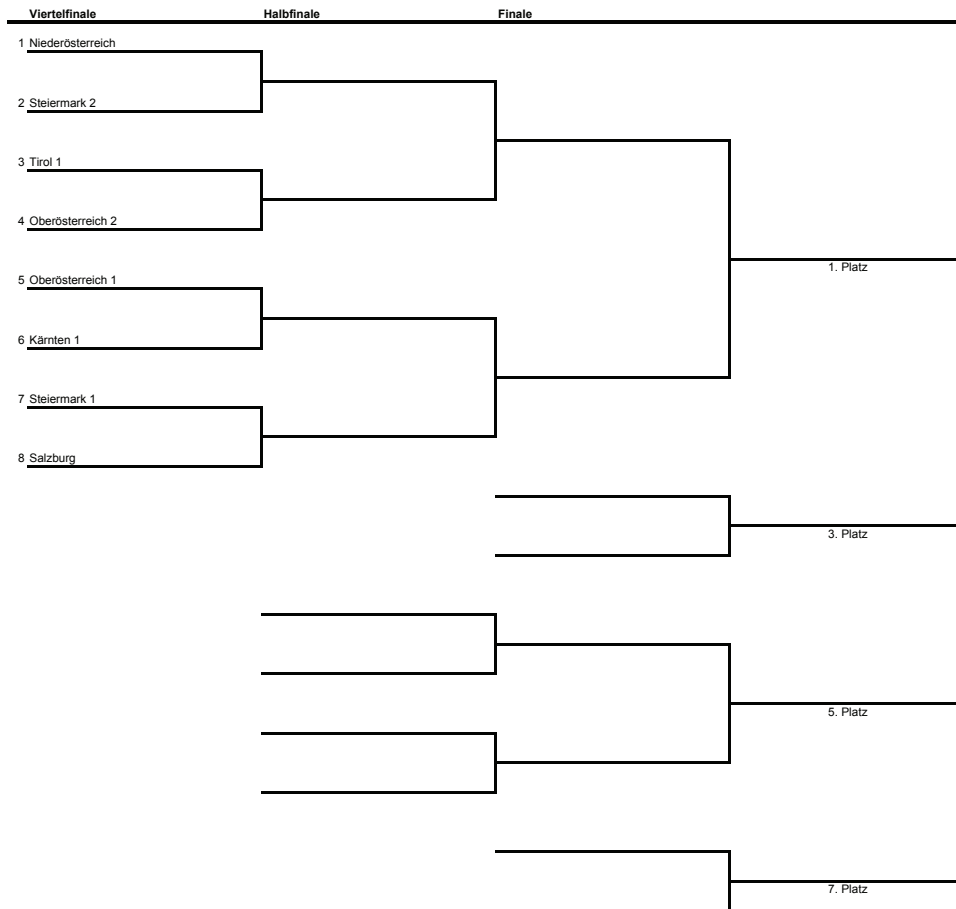 Viertelfinale Halbfinale Finale
1 Niederösterreich
2 Steiermark 2
3 Tirol 1
4 Oberösterreich 2
1. Platz
5 Oberösterreich 1
6 Kärnten 1
7 Steiermark 1
8 Salzburg
3. Platz
5. Platz
7. Platz